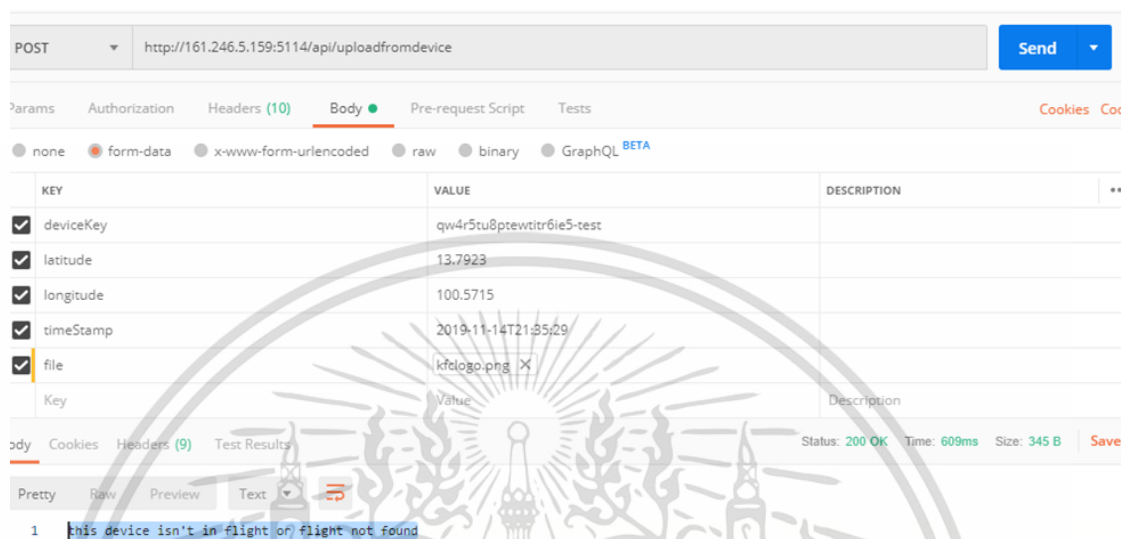 POST http://161.246.5.159:5114/api/uploadfromdevice Send
Params Authorization Headers (10) Body Pre-request Script Tests Cookies
none form-data x-www-form-urlencoded raw binary GraphQL BETA
KEY VALUE DESCRIPTION
deviceKey qw4r5tu8ptewtitr6ie5-test
latitude 13.7923
longitude 100.5715
timeStamp 2019-11-14T21:35:29
file kfclogo.png
Key Value Description
ody Cookies Headers (9) Test Results Status: 200 OK Time: 609ms Size: 345 B Save
Pretty Raw Preview Text
1 this device isn't in flight or flight not found